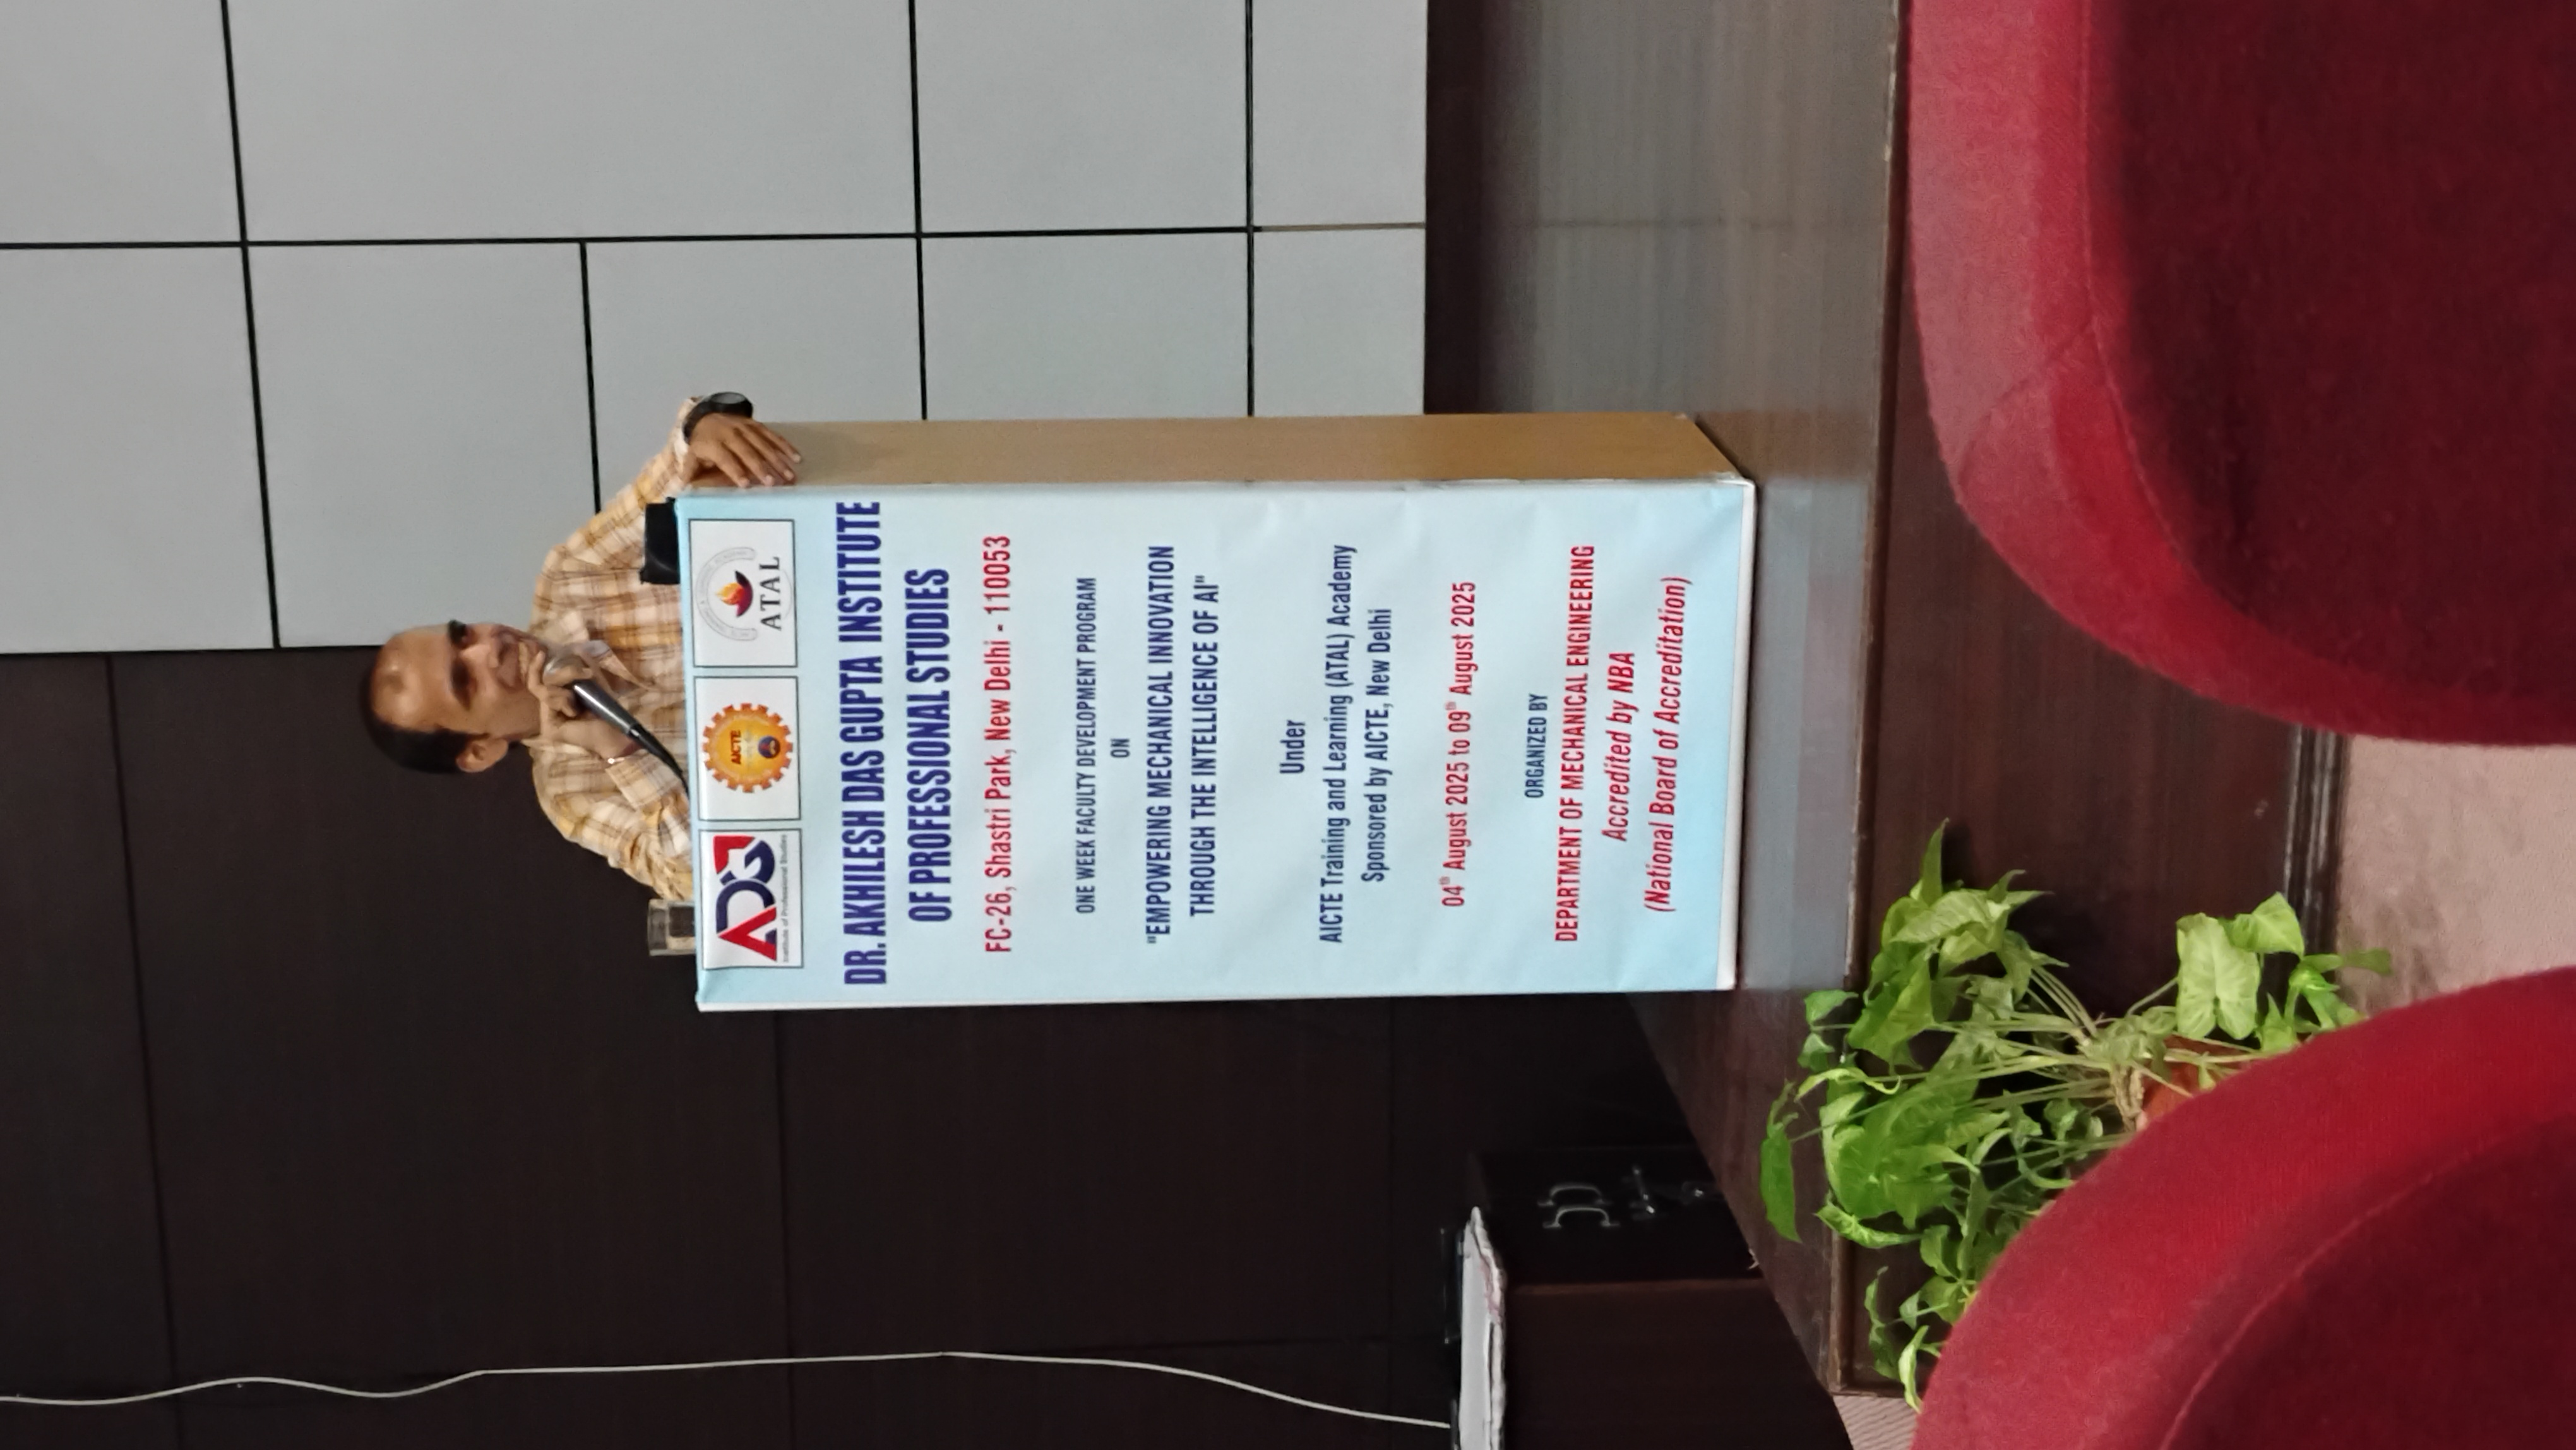 ADG
Institute of Professional Studies
AICTE
ATAL
DR. AKHILESH DAS GUPTA INSTITUTE
OF PROFESSIONAL STUDIES
FC-26, Shastri Park, New Delhi - 110053
ONE WEEK FACULTY DEVELOPMENT PROGRAM
ON
"EMPOWERING MECHANICAL INNOVATION
THROUGH THE INTELLIGENCE OF AI"
Under
AICTE Training and Learning (ATAL) Academy
Sponsored by AICTE, New Delhi
04th August 2025 to 09th August 2025
ORGANIZED BY
DEPARTMENT OF MECHANICAL ENGINEERING
Accredited by NBA
(National Board of Accreditation)